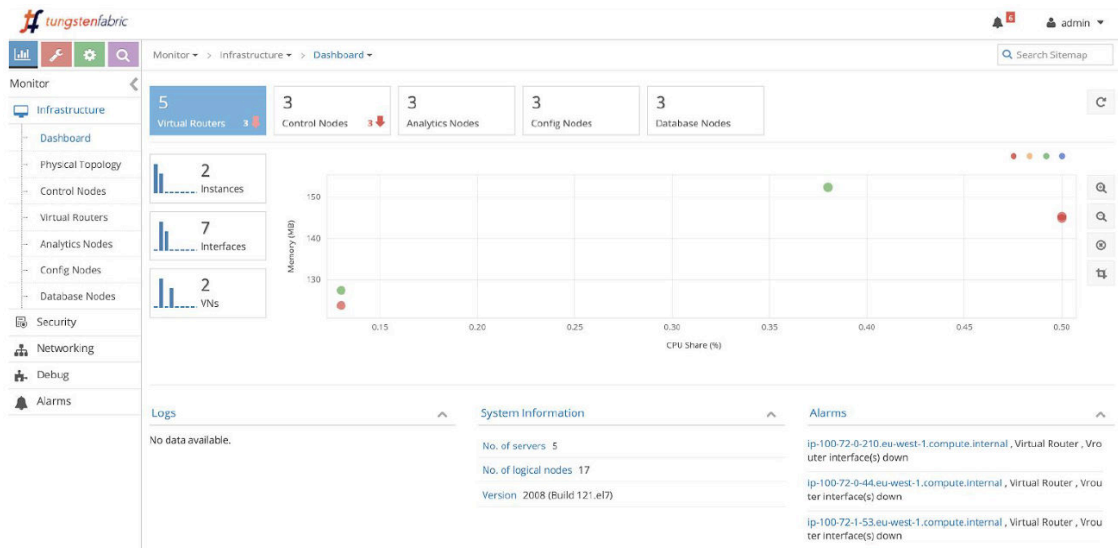 tungstenfabric
6
admin
Monitor > Infrastructure > Dashboard
Search Sitemap
Monitor
Infrastructure
Dashboard
Physical Topology
Control Nodes
Virtual Routers
Analytics Nodes
Config Nodes
Database Nodes
Security
Networking
Debug
Alarms
5
Virtual Routers 3
3
Control Nodes 3
3
Analytics Nodes
3
Config Nodes
3
Database Nodes
2
Instances
7
Interfaces
2
VNs
150
140
130
Memory (MB)
0.15 0.20 0.25 0.30 0.35 0.40 0.45 0.50
CPU Share (%)
Logs
No data available.
System Information
No. of servers 5
No. of logical nodes 17
Version 2008 (Build 121.el7)
Alarms
ip-100-72-0-210.eu-west-1.compute.internal , Virtual Router , Vro
uter interface(s) down
ip-100-72-0-44.eu-west-1.compute.internal , Virtual Router , Vrou
ter interface(s) down
ip-100-72-1-53.eu-west-1.compute.internal , Virtual Router , Vrou
ter interface(s) down